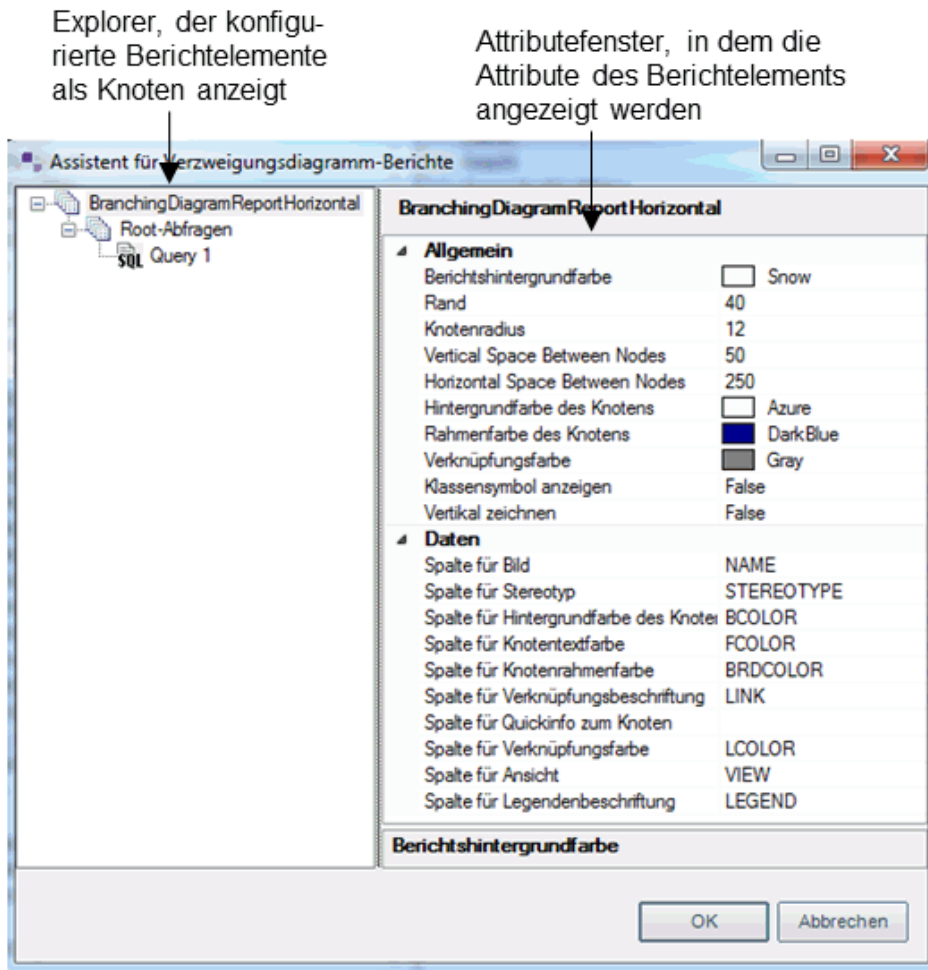 Explorer, der konfigu-
rierte Berichtelemente
als Knoten anzeigt
Attributefenster, in dem die
Attribute des Berichtelements
angezeigt werden
Assistent für Verzweigungsdiagramm-Berichte
BranchingDiagramReportHorizontal
Root-Abfragen
SQL Query 1
BranchingDiagramReportHorizontal
Allgemein
Berichtshintergrundfarbe Snow
Rand 40
Knotenradius 12
Vertical Space Between Nodes 50
Horizontal Space Between Nodes 250
Hintergrundfarbe des Knotens Azure
Rahmenfarbe des Knotens DarkBlue
Verknüpfungsfarbe Gray
Klassensymbol anzeigen False
Vertikal zeichnen False
Daten
Spalte für Bild NAME
Spalte für Stereotyp STEREOTYPE
Spalte für Hintergrundfarbe des Knoter BCOLOR
Spalte für Knotentextfarbe FCOLOR
Spalte für Knotenrahmenfarbe BRDCOLOR
Spalte für Verknüpfungsbeschriftung LINK
Spalte für Quickinfo zum Knoten
Spalte für Verknüpfungsfarbe LCOLOR
Spalte für Ansicht VIEW
Spalte für Legendenbeschriftung LEGEND
Berichtshintergrundfarbe
OK Abbrechen